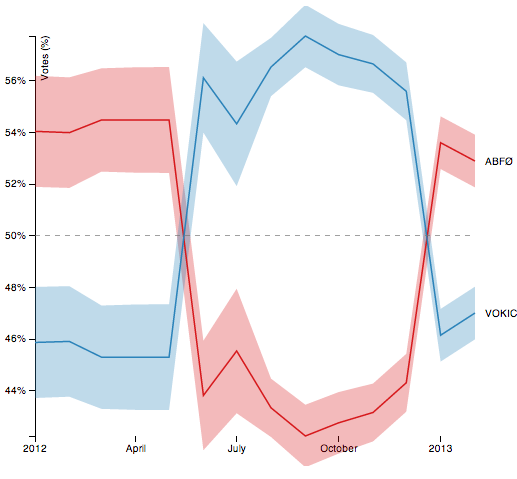 Votes (%)
56%
54%
52%
50%
48%
46%
44%
ABFØ
VOKIC
2012
April
July
October
2013